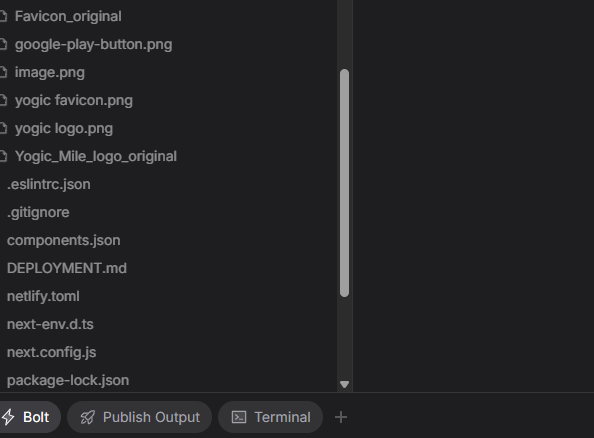 Favicon_original
google-play-button.png
image.png
yogic favicon.png
yogic logo.png
Yogic_Mile_logo_original
.eslintrc.json
.gitignore
components.json
DEPLOYMENT.md
netlify.toml
next-env.d.ts
next.config.js
package-lock.json
Bolt Publish Output Terminal